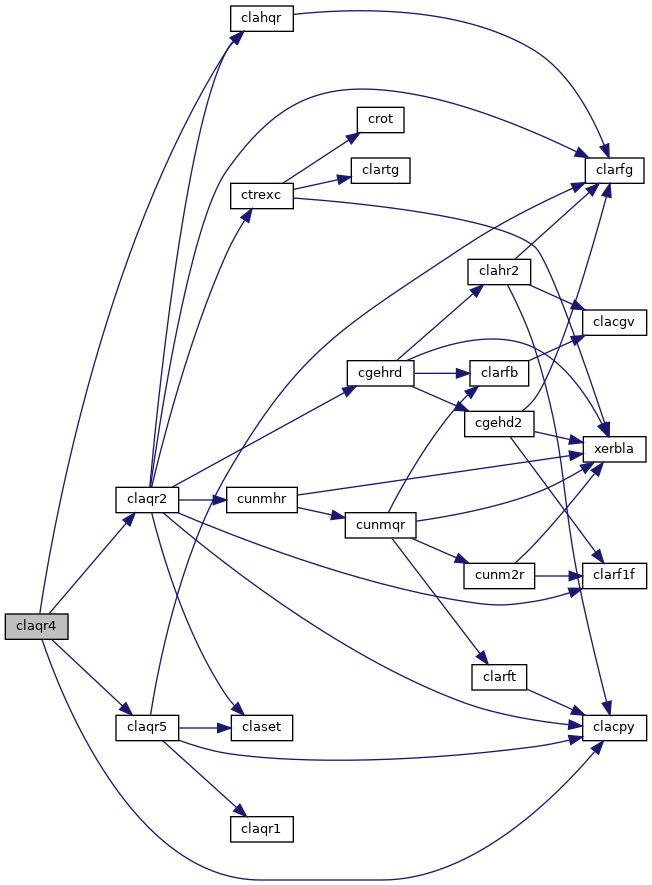 clahqr
crot
clartg
clarfg
ctrexc
clahr2
clacgv
cgehrd
clarfb
cgehd2
xerbla
claqr2
cunmhr
cunmqr
cunm2r
clarf1f
claqr4
clarft
claqr5
claset
clacpy
claqr1